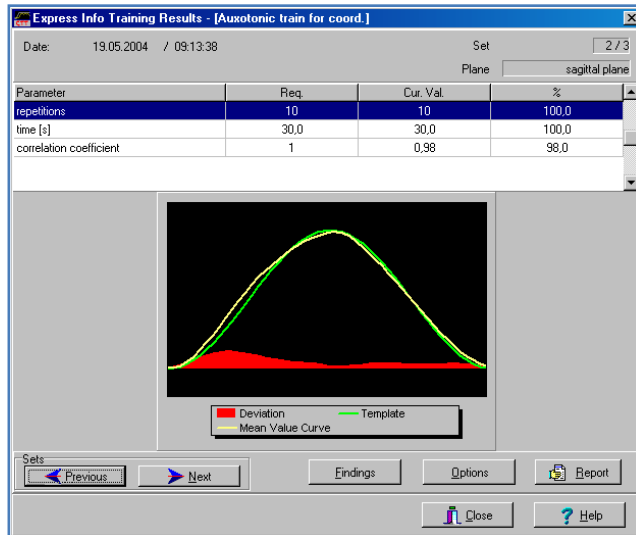 Express Info Training Results - [Auxotonic train for coord.]
Date: 19.05.2004 / 09:13:38 Set 2 / 3
Plane sagittal plane
Parameter Req. Cur. Val. %
repetitions 10 10 100,0
time [s] 30,0 30,0 100,0
correlation coefficient 1 0,98 98,0
Deviation Template
Mean Value Curve
Sets
Previous Next Findings Options Report
Close Help